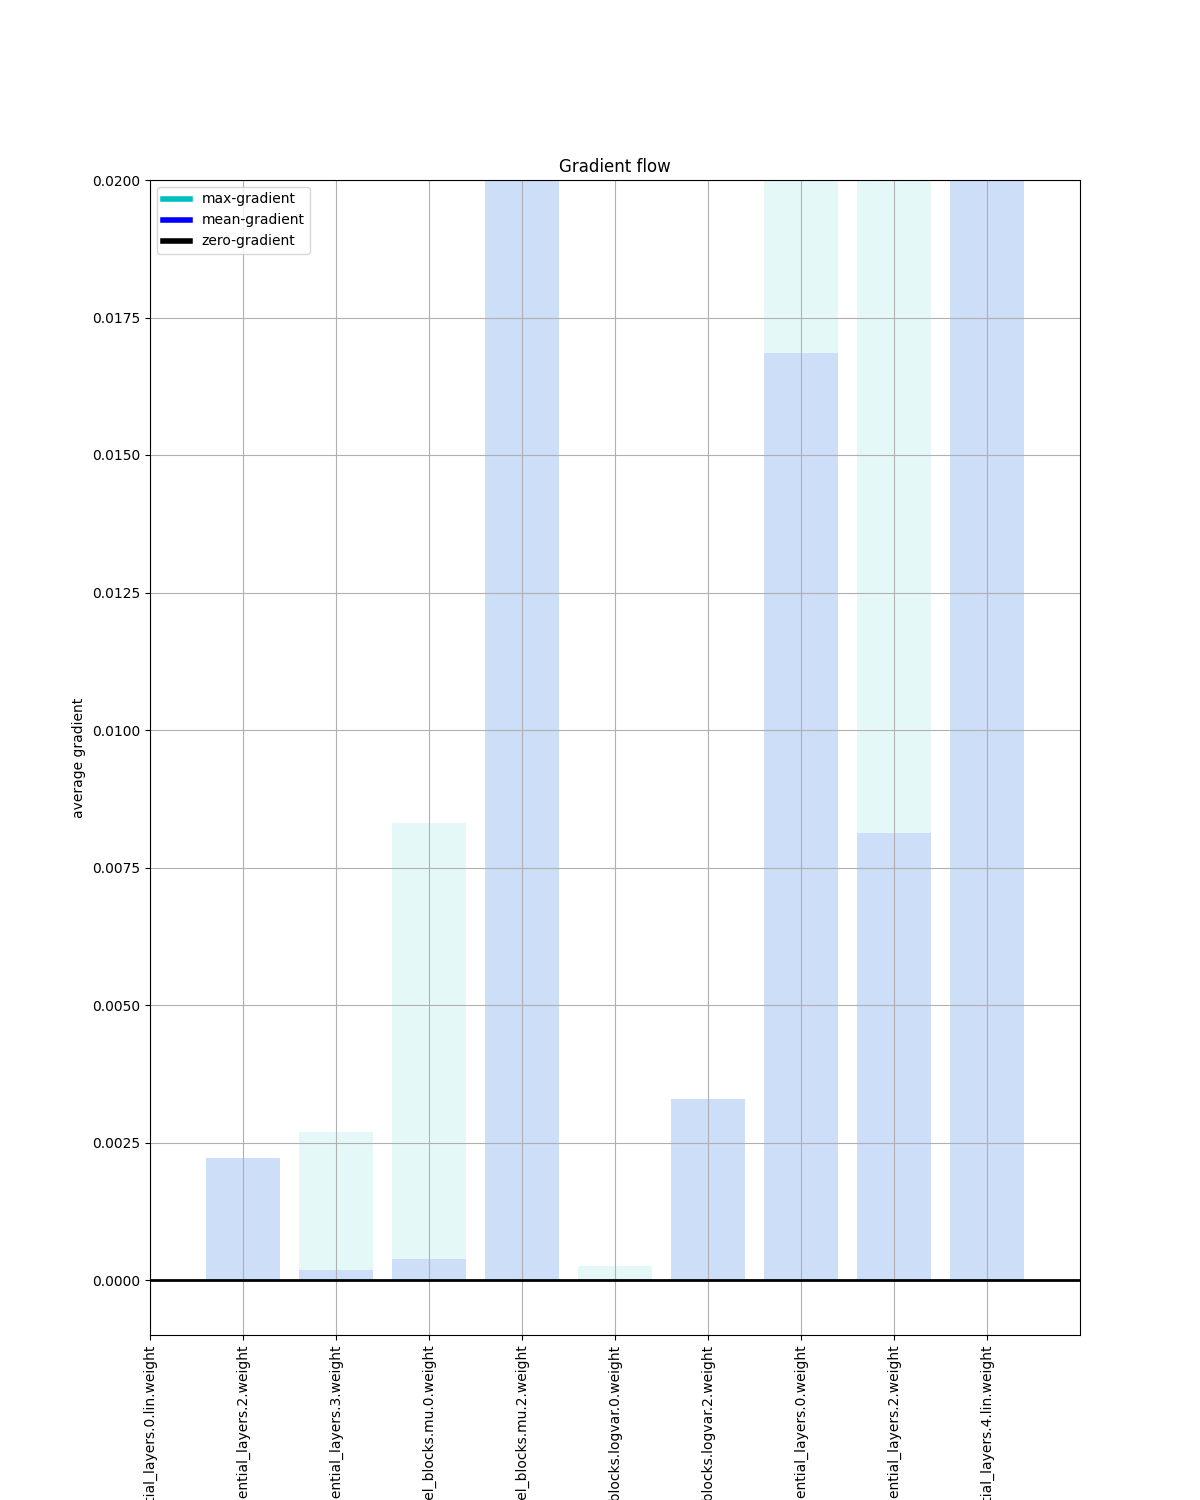 Gradient flow
max-gradient
mean-gradient
zero-gradient
0.0200
0.0175
0.0150
0.0125
0.0100
0.0075
0.0050
0.0025
0.0000
average gradient
tial_layers.0.lin.weight
ential_layers.2.weight
ential_layers.3.weight
el_blocks.mu.0.weight
el_blocks.mu.2.weight
blocks.logvar.0.weight
blocks.logvar.2.weight
ential_layers.0.weight
ential_layers.2.weight
tial_layers.4.lin.weight